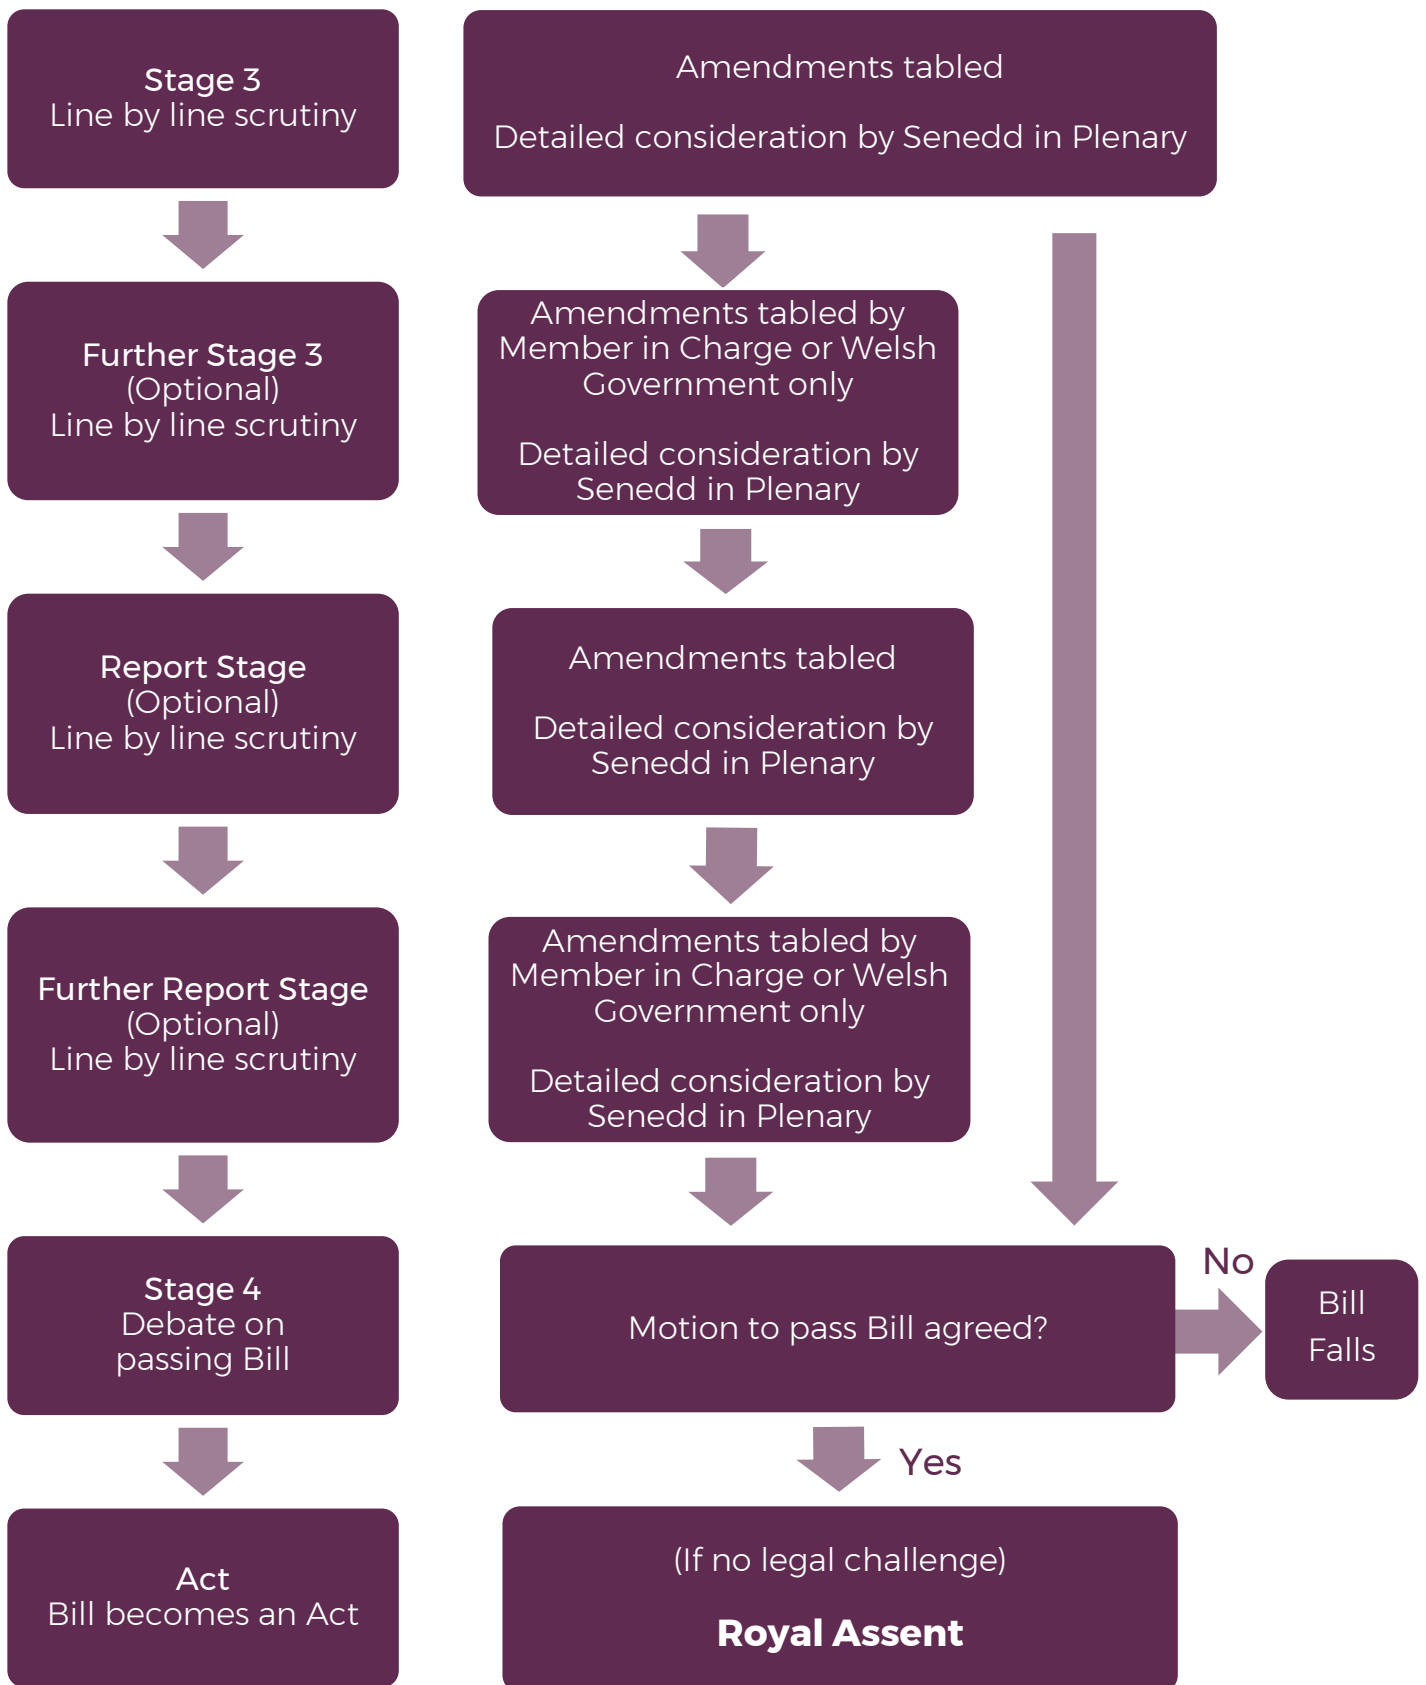 Stage 3
Line by line scrutiny
Amendments tabled
Detailed consideration by Senedd in Plenary
Further Stage 3
(Optional)
Line by line scrutiny
Amendments tabled by
Member in Charge or Welsh
Government only
Detailed consideration by
Senedd in Plenary
Report Stage
(Optional)
Line by line scrutiny
Amendments tabled
Detailed consideration by
Senedd in Plenary
Further Report Stage
(Optional)
Line by line scrutiny
Amendments tabled by
Member in Charge or Welsh
Government only
Detailed consideration by
Senedd in Plenary
Stage 4
Debate on
passing Bill
Motion to pass Bill agreed?
No
Bill
Falls
Yes
Act
Bill becomes an Act
(If no legal challenge)
Royal Assent